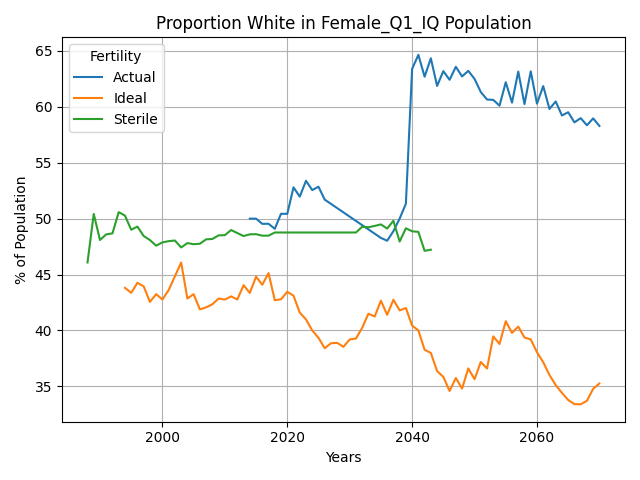 Proportion White in Female_Q1_IQ Population
Fertility
Actual
Ideal
Sterile
% of Population
65
60
55
50
45
40
35
2000
2020
2040
2060
Years